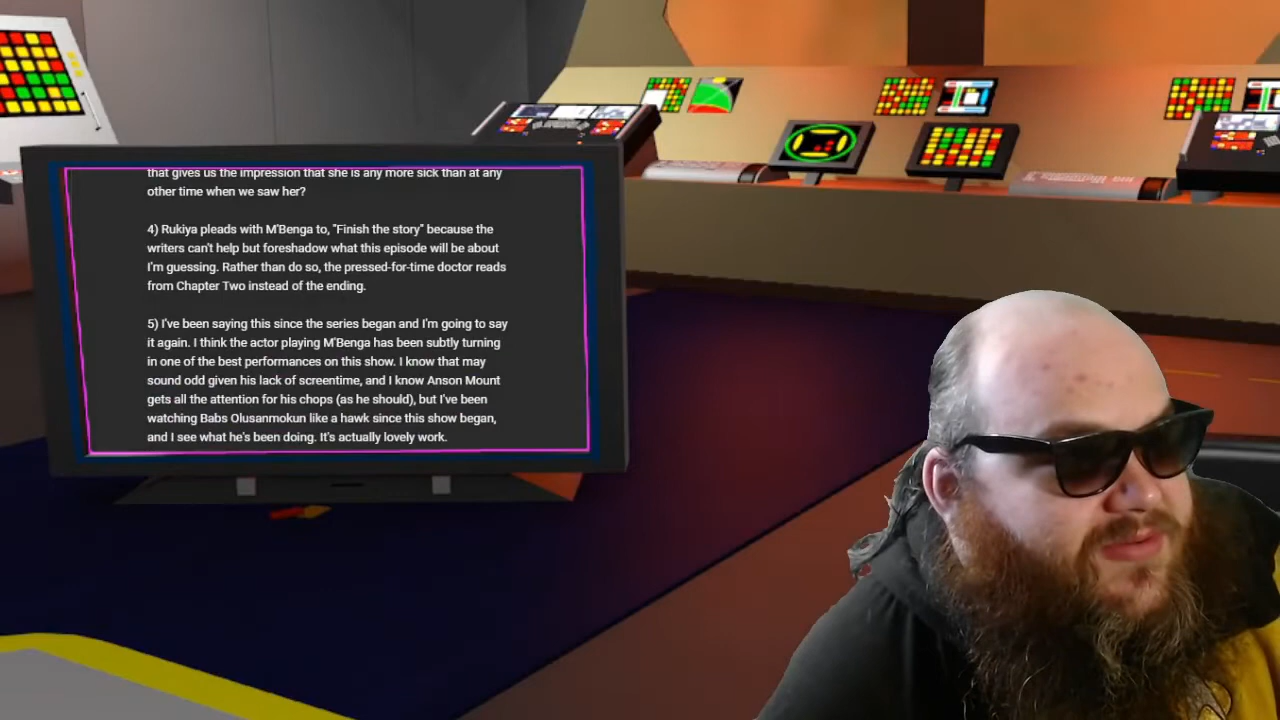 that gives us the impression that she is any more sick than at any
other time when we saw her?
4) Rukiya pleads with M'Benga to, "Finish the story" because the
writers can't help but foreshadow what this episode will be about
I'm guessing. Rather than do so, the pressed-for-time doctor reads
from Chapter Two instead of the ending.
5) I've been saying this since the series began and I'm going to say
it again. I think the actor playing M'Benga has been subtly turning
in one of the best performances on this show. I know that may
sound odd given his lack of screentime, and I know Anson Mount
gets all the attention for his chops (as he should), but I've been
watching Babs Olusanmokun like a hawk since this show began,
and I see what he's been doing. It's actually lovely work.